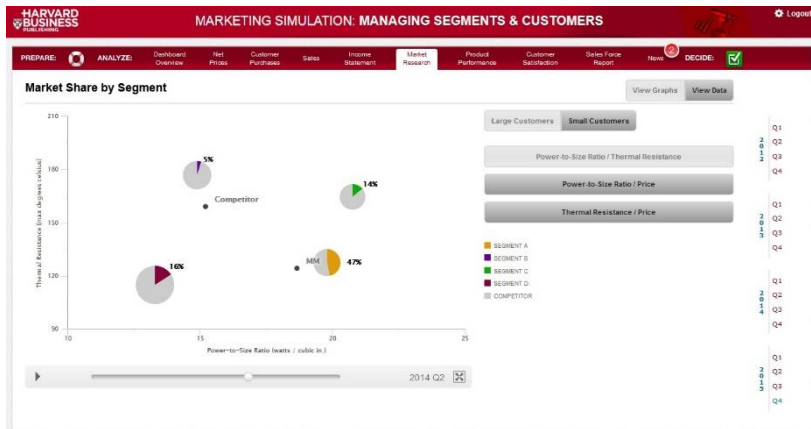 HARVARD
BUSINESS
PUBLISHING
MARKETING SIMULATION: MANAGING SEGMENTS & CUSTOMERS
Logout
PREPARE:
ANALYZE:
Dashboard
Overview
Net
Prices
Customer
Purchases
Sales
Income
Statement
Market
Research
Product
Performance
Customer
Satisfaction
Sales Force
Report
News
2
DECIDE:
Market Share by Segment
View Graphs
View Data
Large Customers
Small Customers
Power-to-Size Ratio / Thermal Resistance
Power-to-Size Ratio / Price
Thermal Resistance / Price
SEGMENT A
SEGMENT B
SEGMENT C
SEGMENT D
COMPETITOR
Thermal Resistance (max degrees celsius)
210
180
150
120
90
10
15
20
25
5%
14%
Competitor
16%
MM
47%
Power-to-Size Ratio (watts / cubic in.)
2014 Q2
2012
Q1
Q2
Q3
Q4
2013
Q1
Q2
Q3
Q4
2014
Q1
Q2
Q3
Q4
2015
Q1
Q2
Q3
Q4